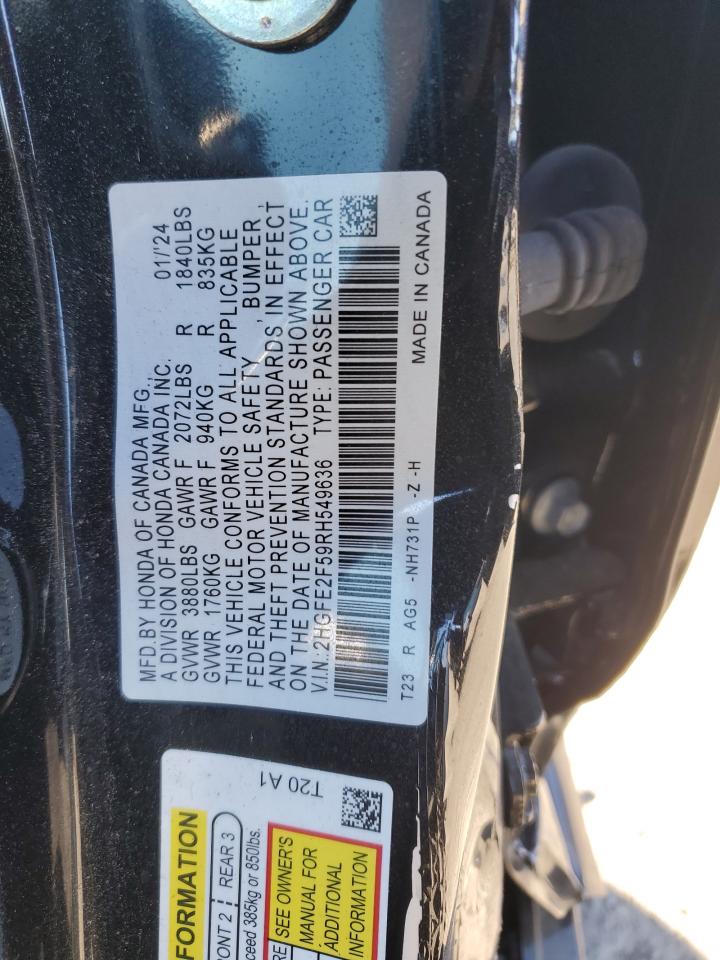 MFD.BY HONDA OF CANADA MFG.,
A DIVISION OF HONDA CANADA INC. 01/'24
GVWR 3880LBS GAWR F 2072LBS R 1840LBS
GVWR 1760KG GAWR F 940KG R 835KG
THIS VEHICLE CONFORMS TO ALL APPLICABLE
FEDERAL MOTOR VEHICLE SAFETY, BUMPER,
AND THEFT PREVENTION STANDARDS IN EFFECT
ON THE DATE OF MANUFACTURE SHOWN ABOVE.
V.I.N.:2HGFE2F59RH549636 TYPE: PASSENGER CAR
T23 R AG5 -NH731P -Z -H MADE IN CANADA
T20 A1
FORMATION
ONT 2 REAR 3
ceed 385kg or 850lbs.
RE SEE OWNER'S
MANUAL FOR
ADDITIONAL
INFORMATION